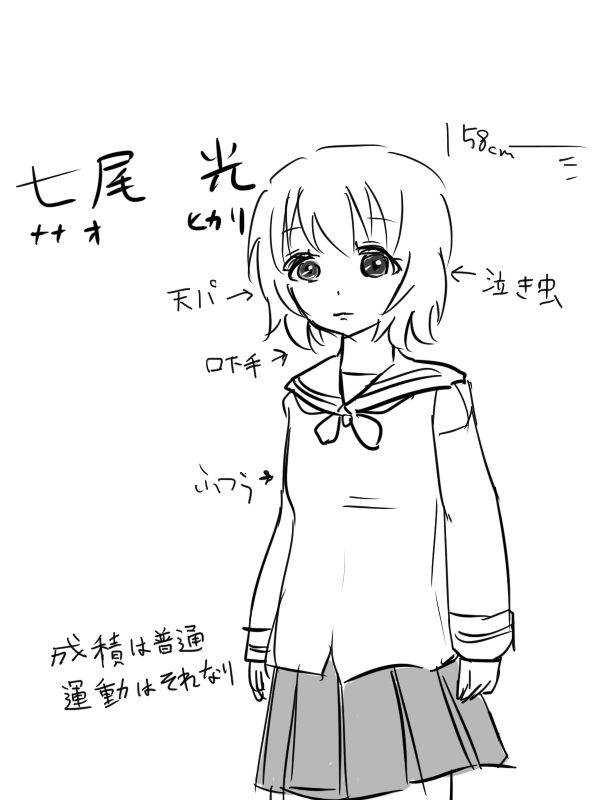 158cm
七尾 光
ナナオ ヒカリ
天パ
泣き虫
口下手
ふつう
成積は普通
運動はそれなり